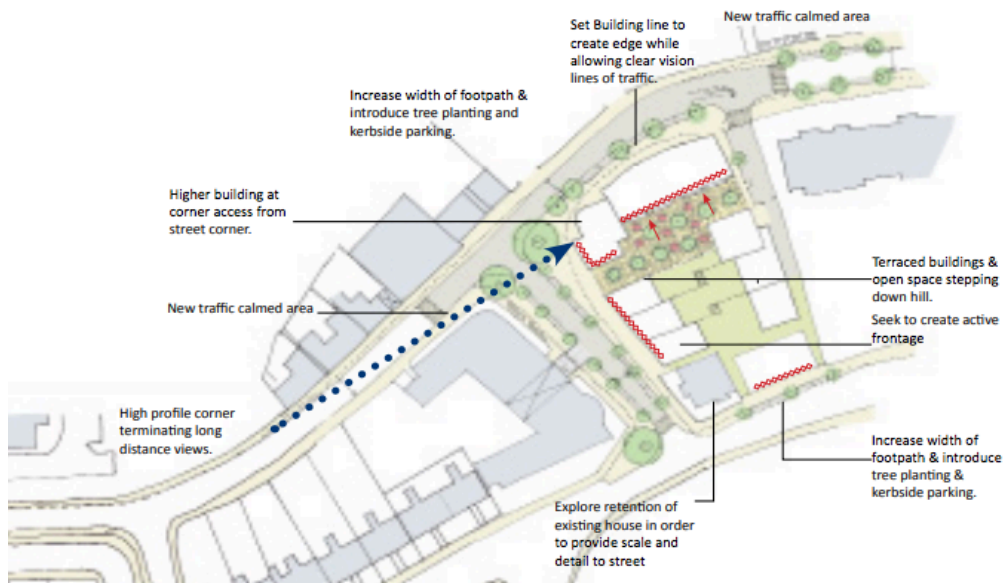 New traffic calmed area
Set Building line to
create edge while
allowing clear vision
lines of traffic.
Increase width of footpath &
introduce tree planting and
kerbside parking.
Higher building at
corner access from
street corner.
Terraced buildings &
open space stepping
down hill.
New traffic calmed area
Seek to create active
frontage
High profile corner
terminating long
distance views.
Increase width of
footpath & introduce
tree planting &
kerbside parking.
Explore retention of
existing house in order
to provide scale and
detail to street